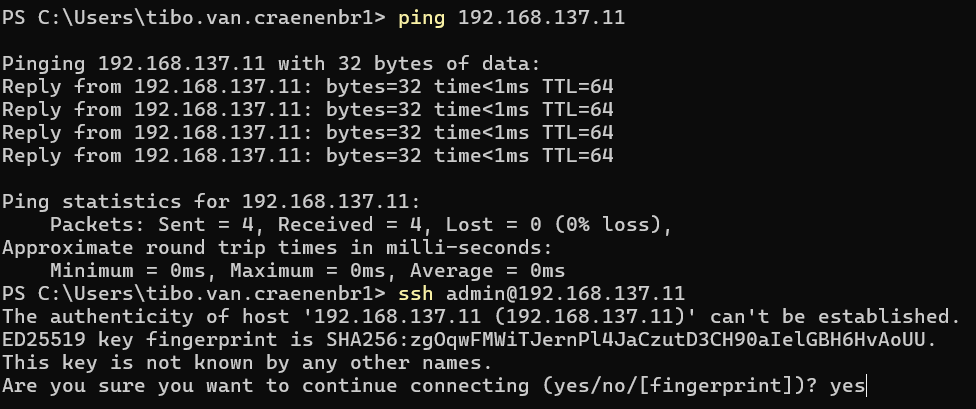 PS C:\Users\tibo.van.craenenbr1> ping 192.168.137.11
Pinging 192.168.137.11 with 32 bytes of data:
Reply from 192.168.137.11: bytes=32 time<1ms TTL=64
Reply from 192.168.137.11: bytes=32 time<1ms TTL=64
Reply from 192.168.137.11: bytes=32 time<1ms TTL=64
Reply from 192.168.137.11: bytes=32 time<1ms TTL=64
Ping statistics for 192.168.137.11:
    Packets: Sent = 4, Received = 4, Lost = 0 (0% loss),
Approximate round trip times in milli-seconds:
    Minimum = 0ms, Maximum = 0ms, Average = 0ms
PS C:\Users\tibo.van.craenenbr1> ssh admin@192.168.137.11
The authenticity of host '192.168.137.11 (192.168.137.11)' can't be established.
ED25519 key fingerprint is SHA256:zgOqwFMWiTJernPl4JaCzutD3CH90aIelGBH6HvAoUU.
This key is not known by any other names.
Are you sure you want to continue connecting (yes/no/[fingerprint])? yes